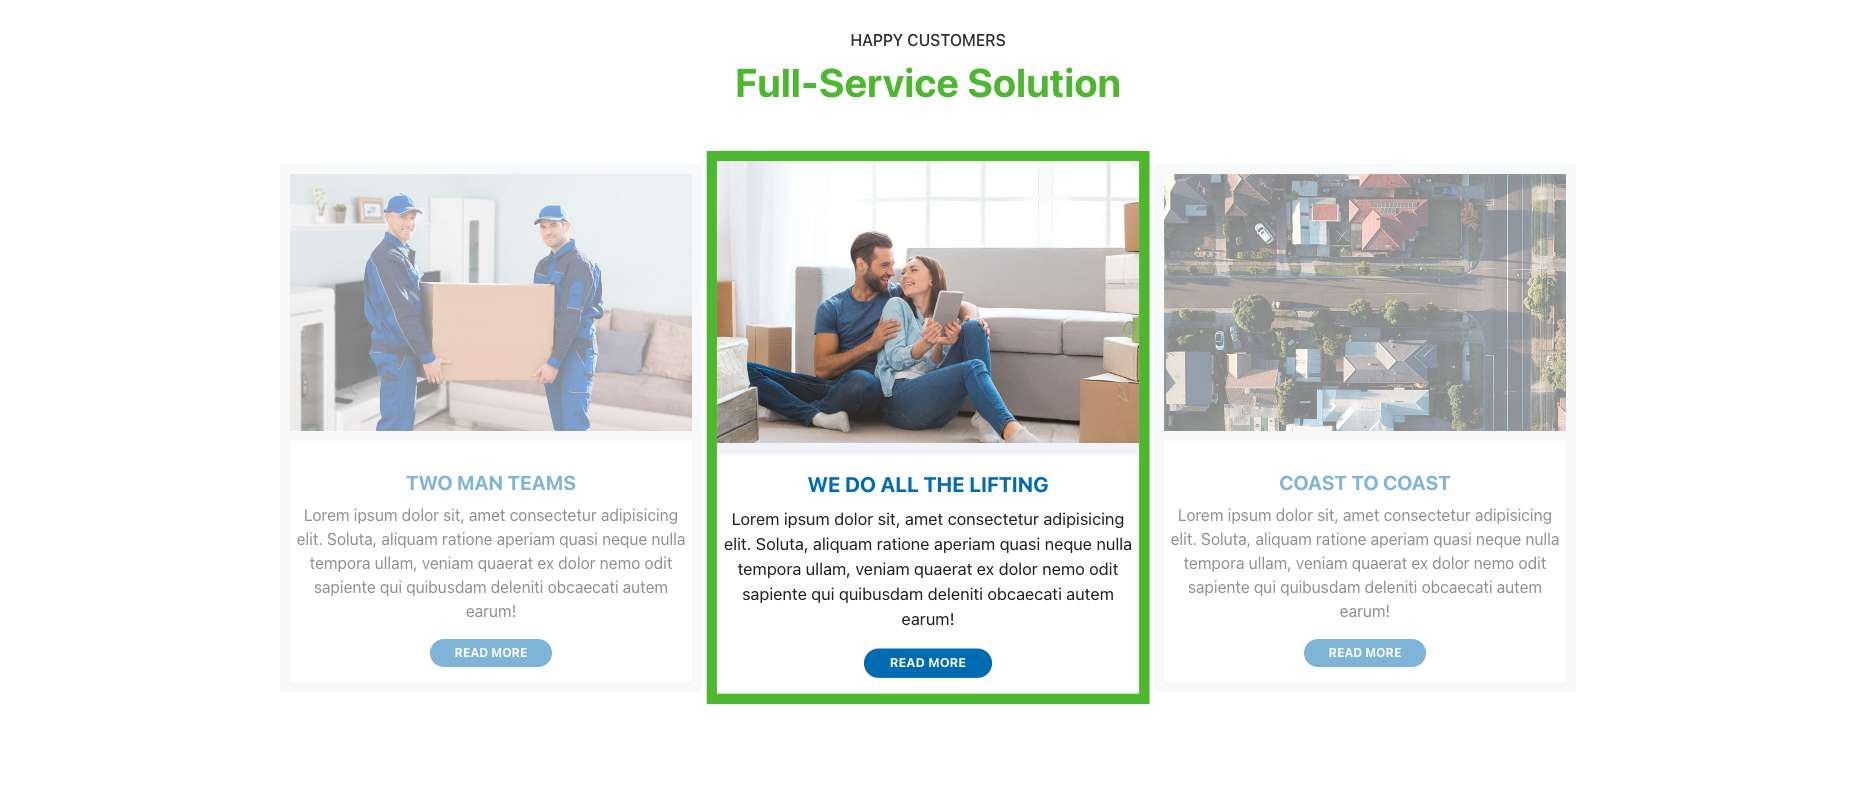 HAPPY CUSTOMERS
Full-Service Solution
TWO MAN TEAMS
Lorem ipsum dolor sit, amet consectetur adipisicing
elit. Soluta, aliquam ratione aperiam quasi neque nulla
tempora ullam, veniam quaerat ex dolor nemo odit
sapiente qui quibusdam deleniti obcaecati autem
earum!
READ MORE
WE DO ALL THE LIFTING
Lorem ipsum dolor sit, amet consectetur adipisicing
elit. Soluta, aliquam ratione aperiam quasi neque nulla
tempora ullam, veniam quaerat ex dolor nemo odit
sapiente qui quibusdam deleniti obcaecati autem
earum!
READ MORE
COAST TO COAST
Lorem ipsum dolor sit, amet consectetur adipisicing
elit. Soluta, aliquam ratione aperiam quasi neque nulla
tempora ullam, veniam quaerat ex dolor nemo odit
sapiente qui quibusdam deleniti obcaecati autem
earum!
READ MORE